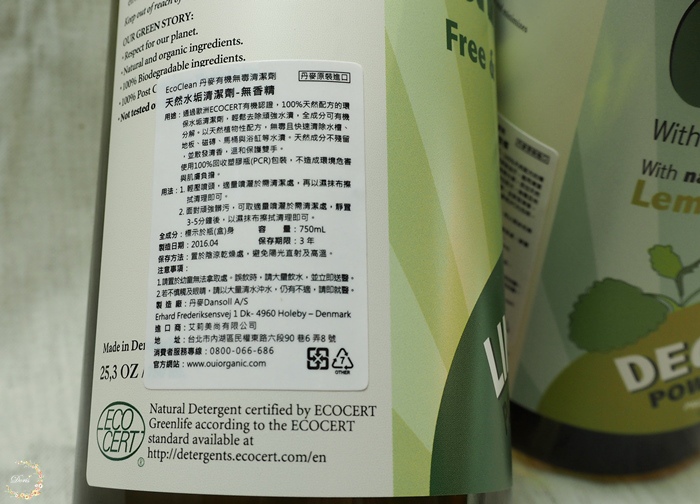 Keep out of reach of
OUR GREEN STORY:
· Respect for our planet.
· Natural and organic ingredients.
· 100% Biodegradable ingredients.
· 100% Post C
· Not tested o
EcoClean 丹麥有機無毒清潔劑
丹麥原裝進口
天然水垢清潔劑-無香精
用途：通過歐洲ECOCERT有機認證，100%天然配方的環
保水垢清潔劑，輕鬆去除頑強水漬。全成分可有機
分解。以天然植物性配方，無毒且快速清除水槽、
地板、磁磚、馬桶與浴缸等水漬。天然成分不殘留
，並散發清香，溫和保護雙手。
使用100%回收塑膠瓶(PCR)包裝，不造成環境危害
與肌膚負擔。
用法：1. 輕壓噴頭，適量噴灑於需清潔處，再以濕抹布擦
拭清理即可。
2. 面對頑強髒污，可取適量噴灑於需清潔處，靜置
3-5分鐘後，以濕抹布擦拭清理即可。
全成分：標示於瓶(盒)身 容 量：750mL
製造日期：2016.04 保存期限：3 年
保存方法：置於陰涼乾燥處，避免陽光直射及高溫。
注意事項：
1.請置於幼童無法拿取處。誤飲時，請大量飲水，並立即送醫。
2.若不慎觸及眼睛，請以大量清水沖水，仍有不適，請即就醫。
製 造 廠：丹麥Dansoll A/S
Erhard Frederiksensvej 1 Dk- 4960 Holeby – Denmark
進 口 商：艾莉美尚有限公司
地 址：台北市內湖區民權東路六段90 巷6 弄8 號
消費者服務專線：0800-066-686
官方網站：www.ouiorganic.com
7
OTHER
Made in Den
25,3 OZ /
ECO
CERT
®
Natural Detergent certified by ECOCERT
Greenlife according to the ECOCERT
standard available at
http://detergents.ecocert.com/en
Free
LI
With
With na
Lem
DEG
POW
Doris